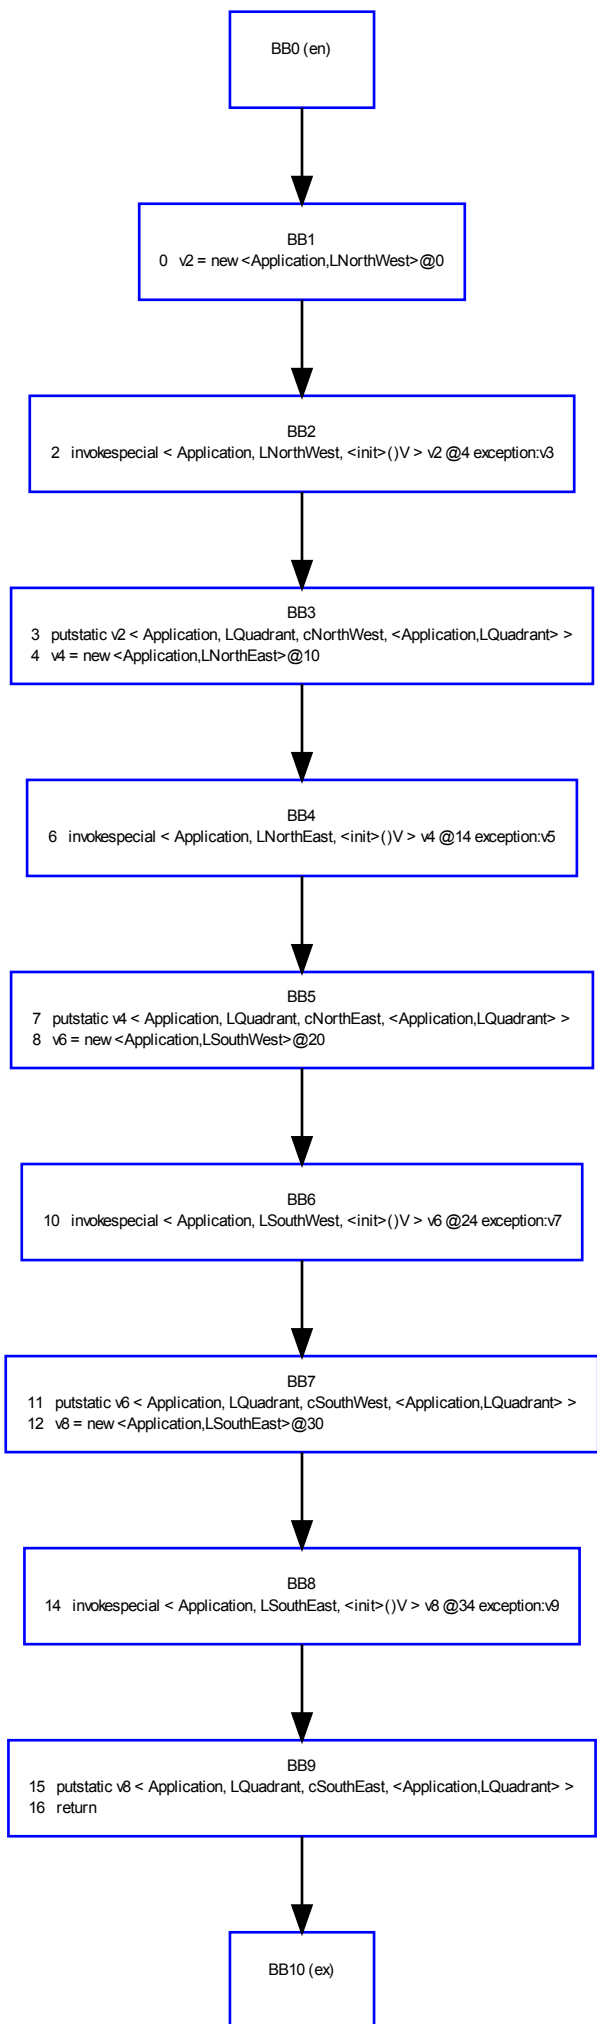 BB0 (en)
BB1
0 v2 = new <Application,LNorthWest>@0
BB2
2 invokespecial < Application, LNorthWest, <init>()V > v2 @4 exception:v3
BB3
3 putstatic v2 < Application, LQuadrant, cNorthWest, <Application,LQuadrant> >
4 v4 = new <Application,LNorthEast>@10
BB4
6 invokespecial < Application, LNorthEast, <init>()V > v4 @14 exception:v5
BB5
7 putstatic v4 < Application, LQuadrant, cNorthEast, <Application,LQuadrant> >
8 v6 = new <Application,LSouthWest>@20
BB6
10 invokespecial < Application, LSouthWest, <init>()V > v6 @24 exception:v7
BB7
11 putstatic v6 < Application, LQuadrant, cSouthWest, <Application,LQuadrant> >
12 v8 = new <Application,LSouthEast>@30
BB8
14 invokespecial < Application, LSouthEast, <init>()V > v8 @34 exception:v9
BB9
15 putstatic v8 < Application, LQuadrant, cSouthEast, <Application,LQuadrant> >
16 return
BB10 (ex)